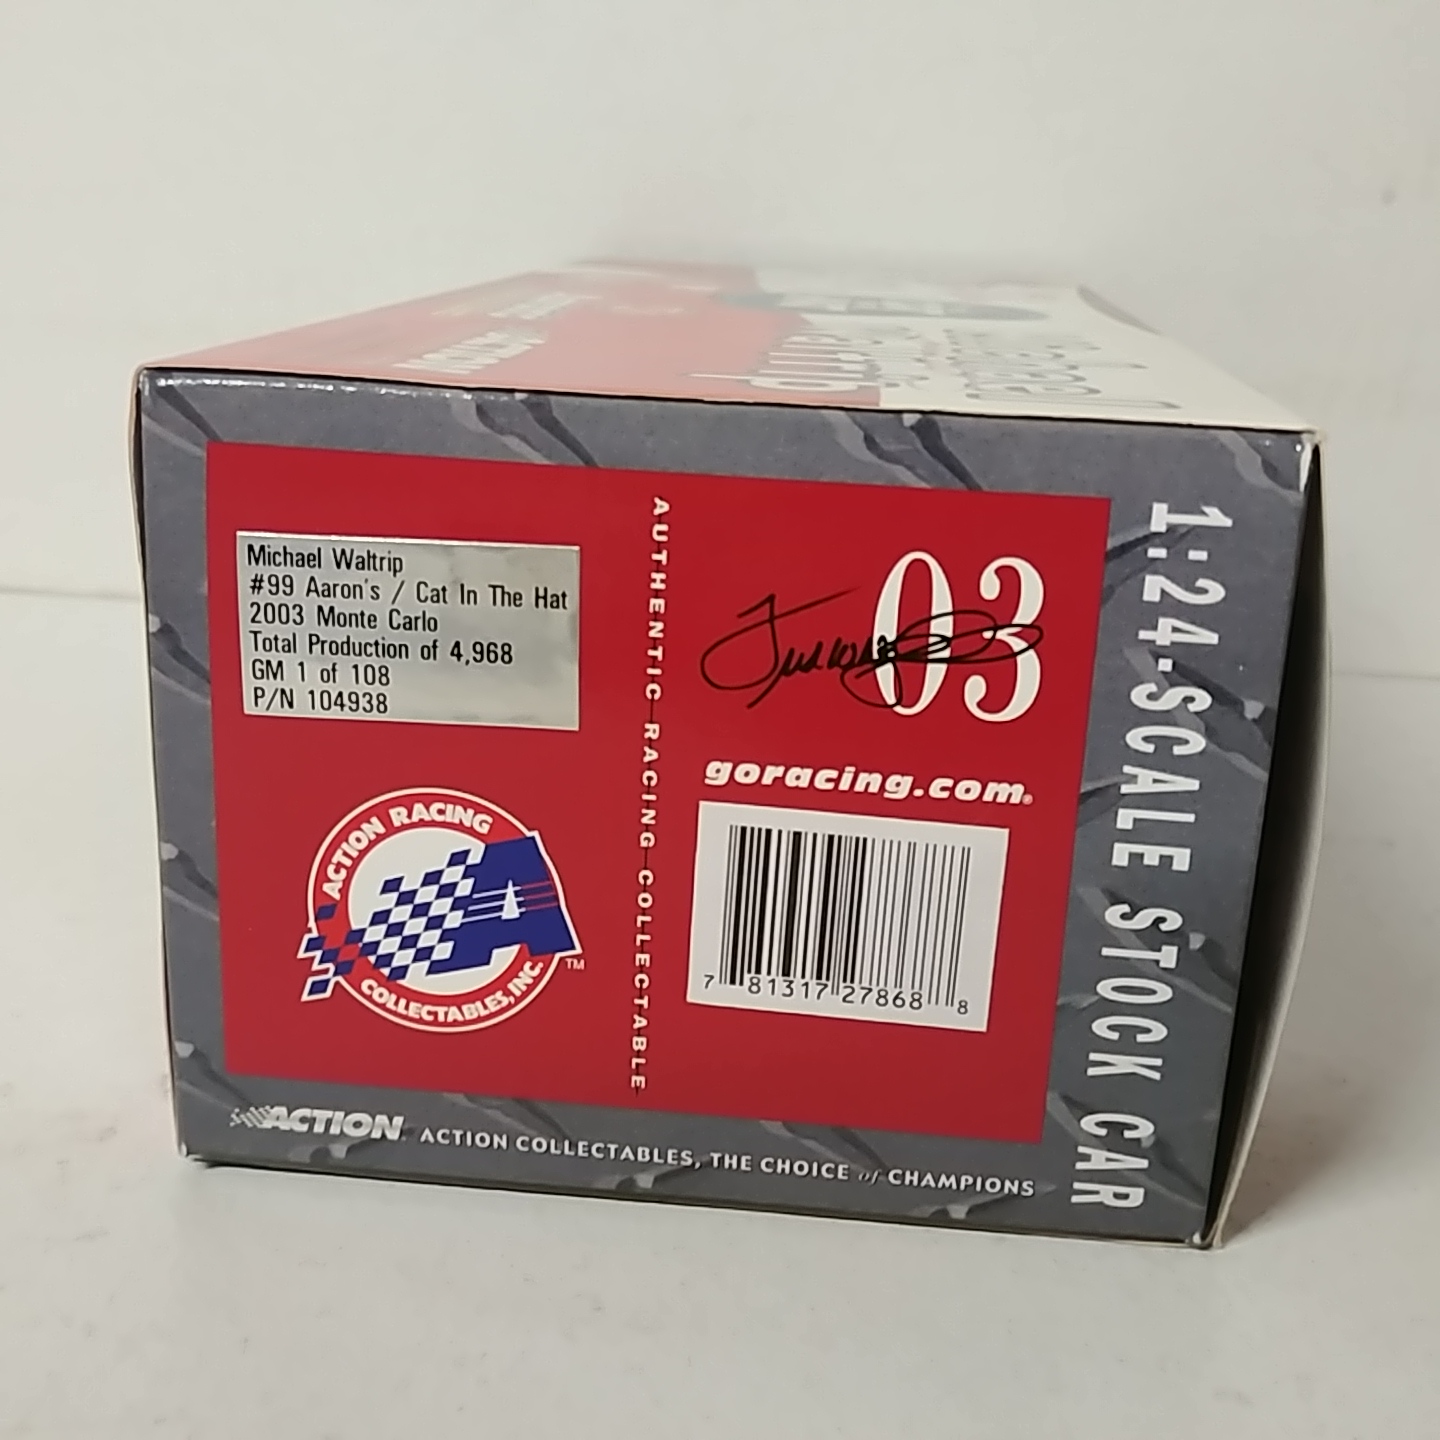 ACTION
Michael Waltrip
#99 Aaron's / Cat In The Hat
2003 Monte Carlo
Total Production of 4,968
GM 1 of 108
P/N 104938
ACTION RACING
COLLECTABLES, INC.
TM
AUTHENTIC RACING COLLECTABLE
03
goracing.com®
7 81317 27868 8
1:24-SCALE STOCK CAR
ACTION
ACTION COLLECTABLES, THE CHOICE of CHAMPIONS